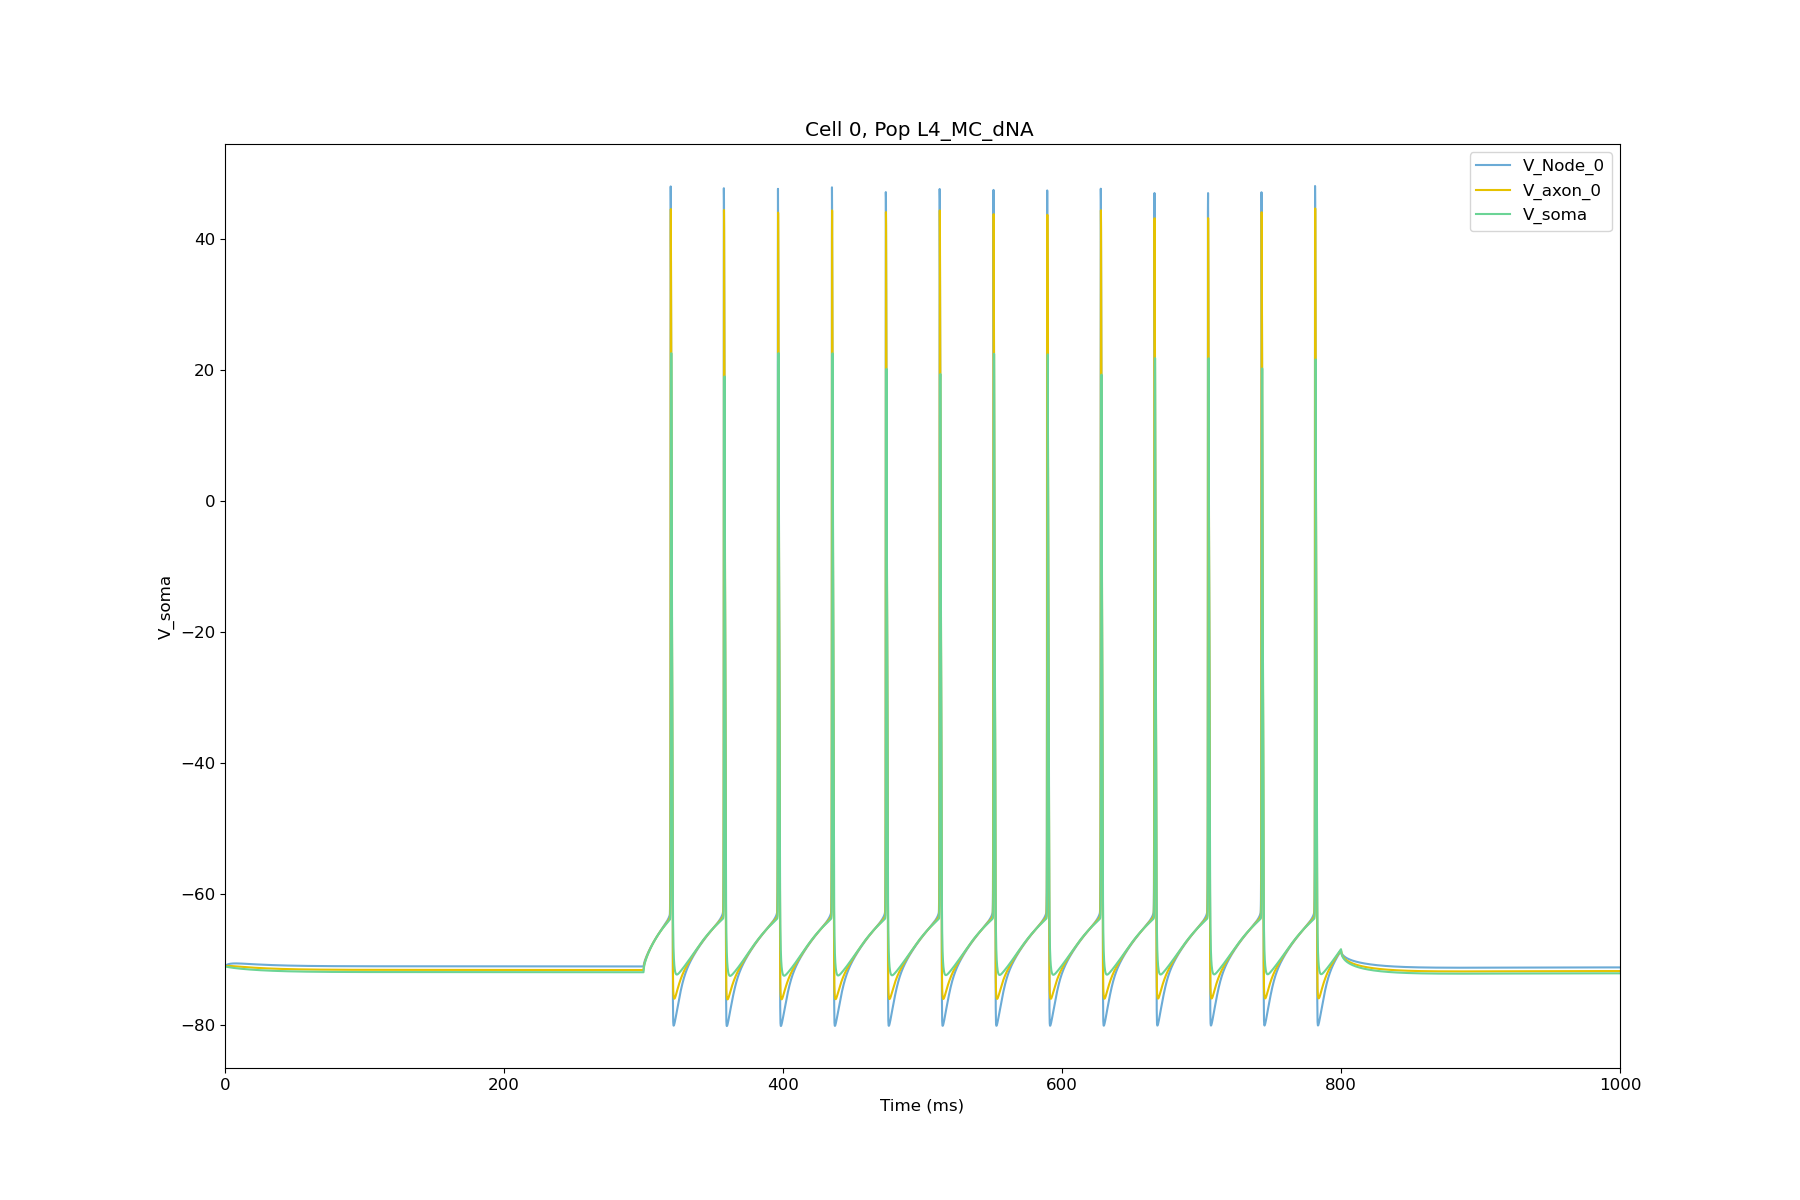 Cell 0, Pop L4_MC_dNA
V_Node_0
V_axon_0
V_soma
40
20
0
−20
−40
−60
−80
V_soma
0 200 400 600 800 1000
Time (ms)